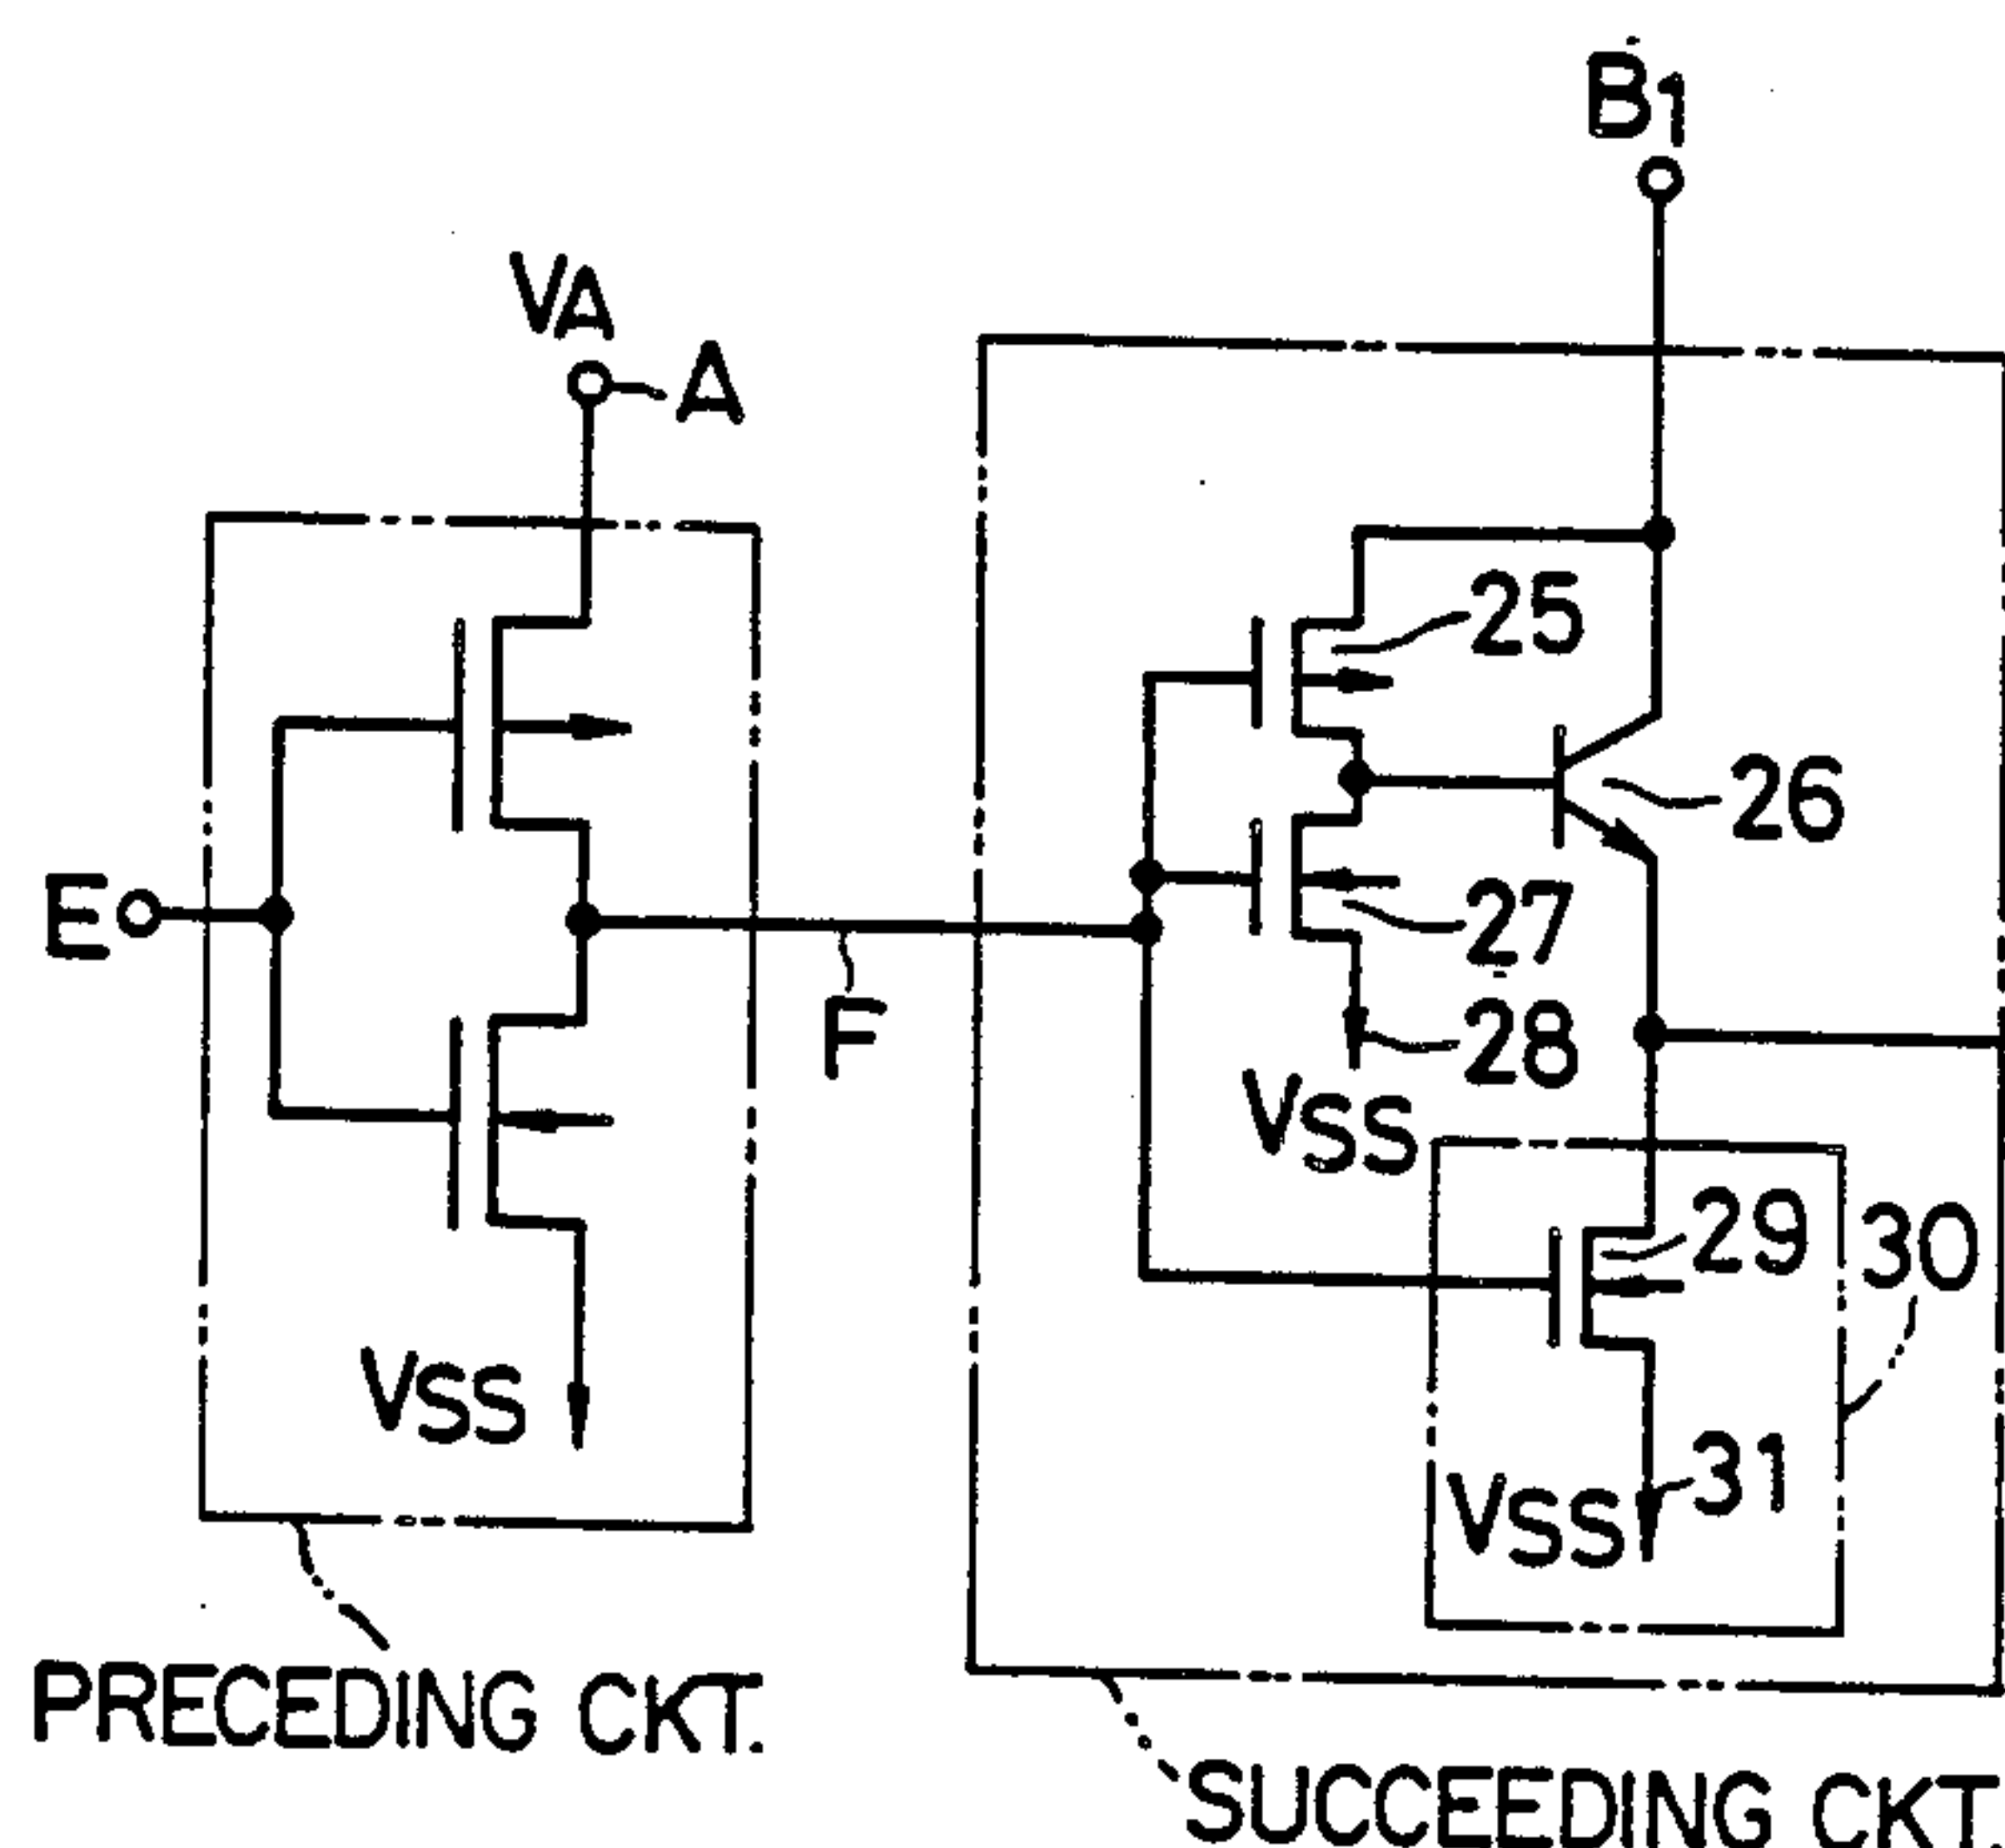 B1
VA
A
25
26
E
27
F
28
VSS
29
30
VSS
31
VSS
PRECEDING CKT.
SUCCEEDING CKT.